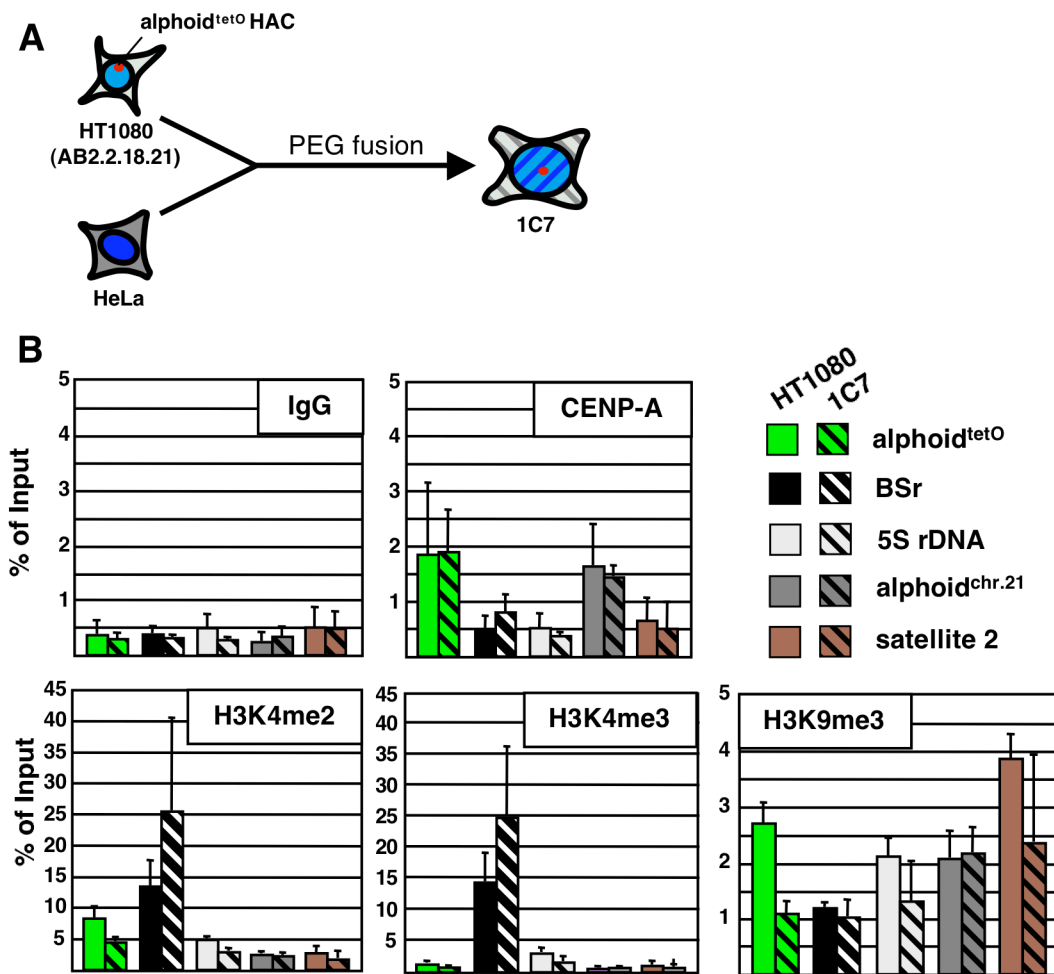 A
alphoidtetO HAC
HT1080
(AB2.2.18.21)
PEG fusion
1C7
HeLa
B
5
4
3
2
1
% of Input
IgG
5
4
3
2
1
CENP-A
HT1080
1C7
alphoidtetO
BSr
5S rDNA
alphoidchr.21
satellite 2
45
40
35
30
25
20
15
10
5
% of Input
H3K4me2
45
40
35
30
25
20
15
10
5
H3K4me3
5
4
3
2
1
H3K9me3